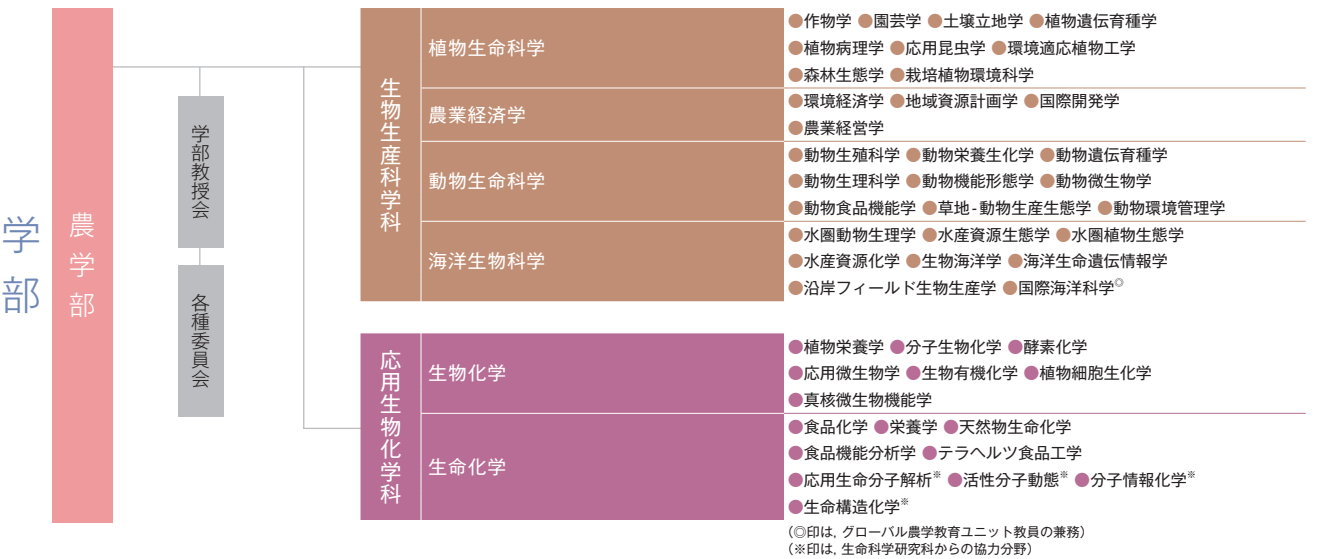 学部
農学部
学部教授会
各種委員会
生物生産科学科
植物生命科学
●作物学 ●園芸学 ●土壌立地学 ●植物遺伝育種学
●植物病理学 ●応用昆虫学 ●環境適応植物工学
●森林生態学 ●栽培植物環境科学
農業経済学
●環境経済学 ●地域資源計画学 ●国際開発学
●農業経営学
動物生命科学
●動物生殖科学 ●動物栄養生化学 ●動物遺伝育種学
●動物生理科学 ●動物機能形態学 ●動物微生物学
●動物食品機能学 ●草地-動物生産生態学 ●動物環境管理学
海洋生物科学
●水圏動物生理学 ●水産資源生態学 ●水圏植物生態学
●水産資源化学 ●生物海洋学 ●海洋生命遺伝情報学
●沿岸フィールド生物生産学 ●国際海洋科学◎
応用生物化学科
生物化学
●植物栄養学 ●分子生物化学 ●酵素化学
●応用微生物学 ●生物有機化学 ●植物細胞生化学
●真核微生物機能学
生命化学
●食品化学 ●栄養学 ●天然物生命化学
●食品機能分析学 ●テラヘルツ食品工学
●応用生命分子解析※ ●活性分子動態※ ●分子情報化学※
●生命構造化学※
(◎印は, グローバル農学教育ユニット教員の兼務)
(※印は, 生命科学研究科からの協力分野)